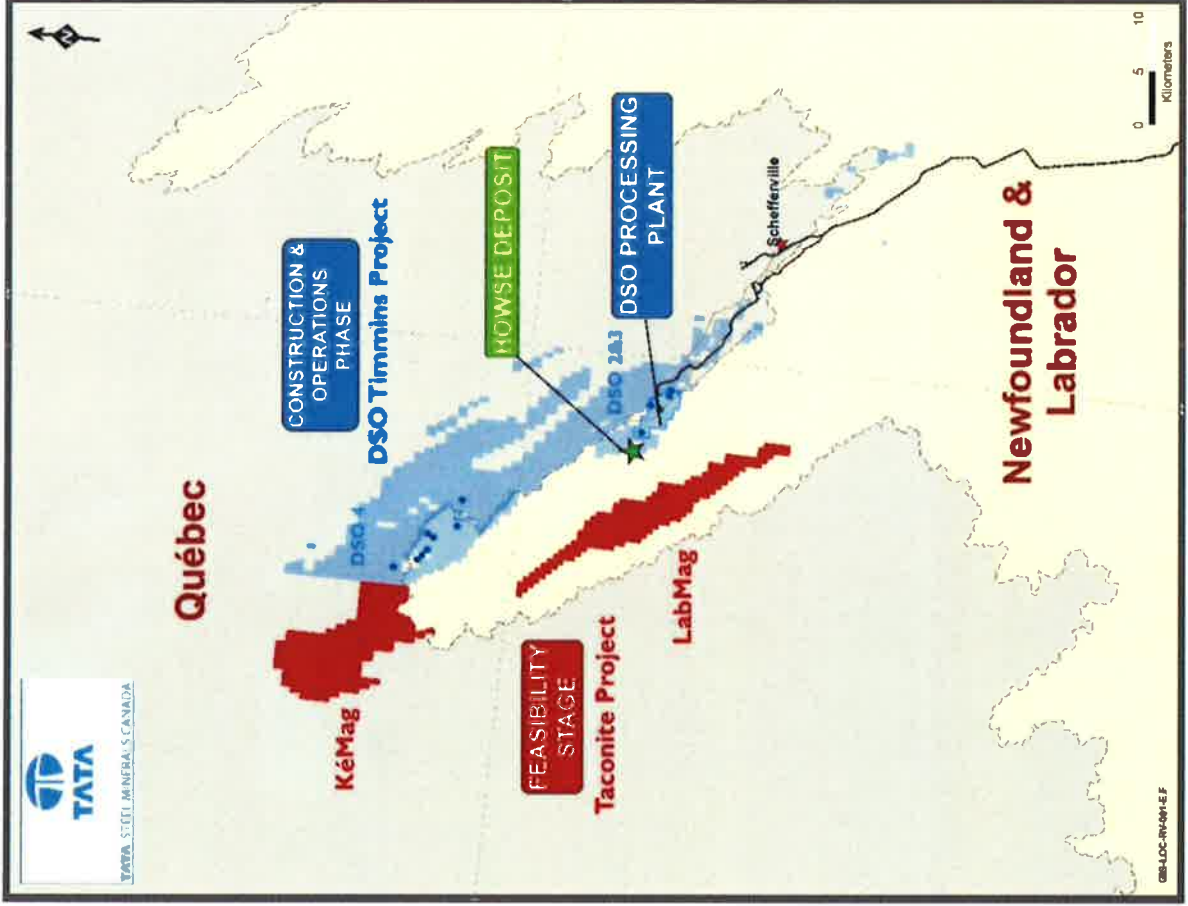 TATA
TATA STEEL MINERALS CANADA
N
Québec
CONSTRUCTION &
OPERATIONS
PHASE
DSO Timmins Project
KéMag
DSO 4
HOWSE DEPOSIT
DSO 2&3
DSO PROCESSING
PLANT
FEASIBILITY
STAGE
Taconite Project
LabMag
Schefferville
Newfoundland &
Labrador
0 5 10
Kilometers